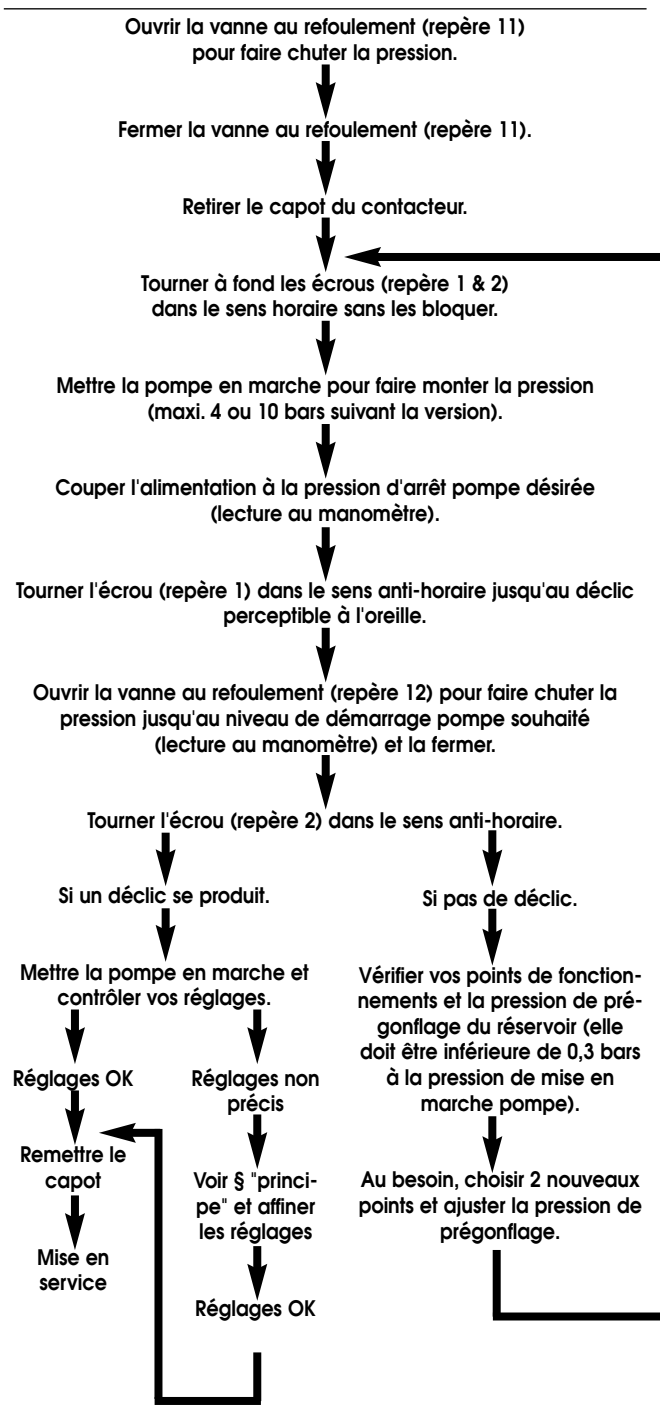 Ouvrir la vanne au refoulement (repère 11)
pour faire chuter la pression.
Fermer la vanne au refoulement (repère 11).
Retirer le capot du contacteur.
Tourner à fond les écrous (repère 1 & 2)
dans le sens horaire sans les bloquer.
Mettre la pompe en marche pour faire monter la pression
(maxi. 4 ou 10 bars suivant la version).
Couper l'alimentation à la pression d'arrêt pompe désirée
(lecture au manomètre).
Tourner l'écrou (repère 1) dans le sens anti-horaire jusqu'au déclic
perceptible à l'oreille.
Ouvrir la vanne au refoulement (repère 12) pour faire chuter la
pression jusqu'au niveau de démarrage pompe souhaité
(lecture au manomètre) et la fermer.
Tourner l'écrou (repère 2) dans le sens anti-horaire.
Si un déclic se produit.
Mettre la pompe en marche et
contrôler vos réglages.
Réglages OK
Remettre le
capot
Mise en
service
Réglages non
précis
Voir § "princi-
pe" et affiner
les réglages
Réglages OK
Si pas de déclic.
Vérifier vos points de fonction-
nements et la pression de pré-
gonflage du réservoir (elle
doit être inférieure de 0,3 bars
à la pression de mise en
marche pompe).
Au besoin, choisir 2 nouveaux
points et ajuster la pression de
prégonflage.